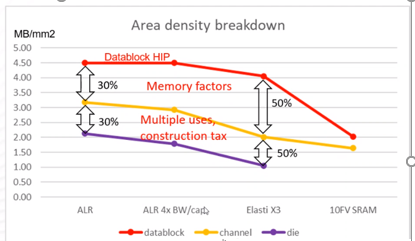 Area density breakdown
MB/mm2
5.00
4.50
4.00
3.50
3.00
2.50
2.00
1.50
1.00
0.50
0.00
Datablock HIP
30%
Memory factors
50%
30%
Multiple uses,
construction tax
50%
ALR
ALR 4x BW/cap
Elasti X3
10FV SRAM
datablock
channel
die